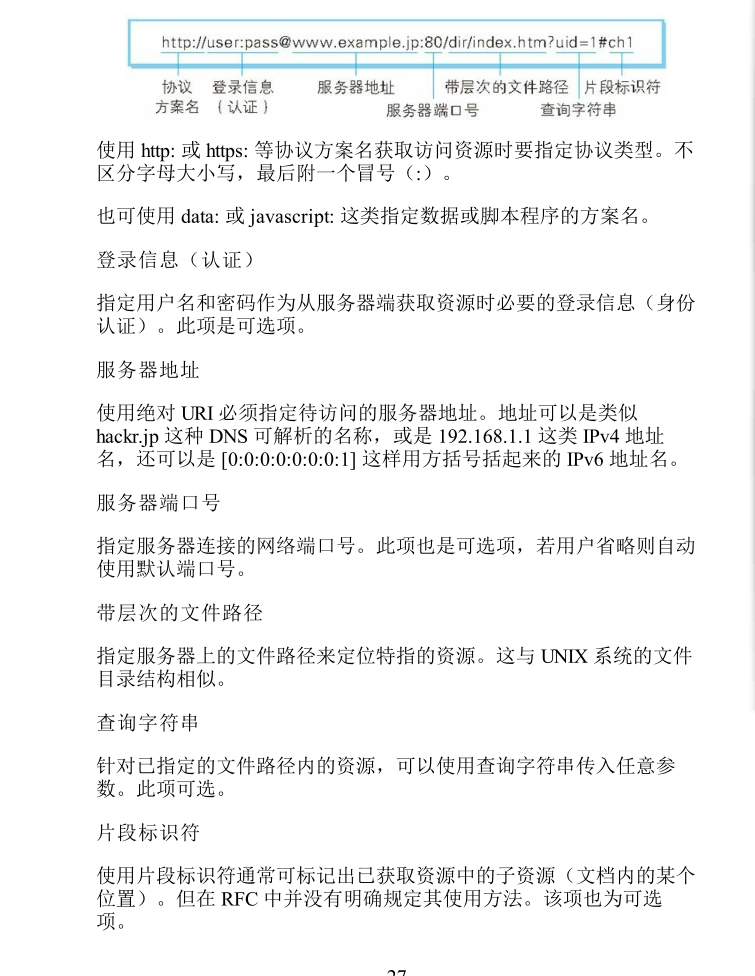 http://user:pass@www.example.jp:80/dir/index.htm?uid=1#ch1
协议 登录信息 服务器地址 带层次的文件路径 片段标识符
方案名 (认证) 服务器端口号 查询字符串
使用 http: 或 https: 等协议方案名获取访问资源时要指定协议类型。不
区分字母大小写，最后附一个冒号（:）。
也可使用 data: 或 javascript: 这类指定数据或脚本程序的方案名。
登录信息（认证）
指定用户名和密码作为从服务器端获取资源时必要的登录信息（身份
认证）。此项是可选项。
服务器地址
使用绝对 URI 必须指定待访问的服务器地址。地址可以是类似
hackr.jp 这种 DNS 可解析的名称，或是 192.168.1.1 这类 IPv4 地址
名，还可以是 [0:0:0:0:0:0:0:1] 这样用方括号括起来的 IPv6 地址名。
服务器端口号
指定服务器连接的网络端口号。此项也是可选项，若用户省略则自动
使用默认端口号。
带层次的文件路径
指定服务器上的文件路径来定位特指的资源。这与 UNIX 系统的文件
目录结构相似。
查询字符串
针对已指定的文件路径内的资源，可以使用查询字符串传入任意参
数。此项可选。
片段标识符
使用片段标识符通常可标记出已获取资源中的子资源（文档内的某个
位置）。但在 RFC 中并没有明确规定其使用方法。该项也为可选
项。
27